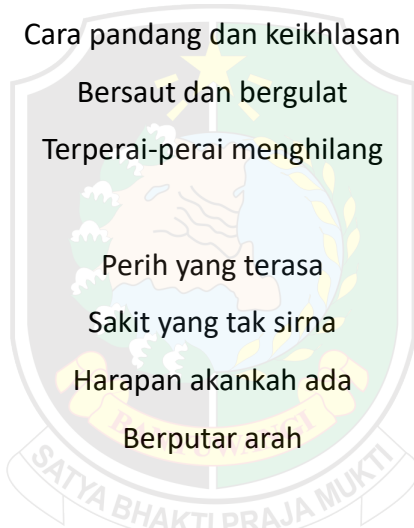 Cara pandang dan keikhlasan
Bersaut dan bergulat
Terperai-perai menghilang
Perih yang terasa
Sakit yang tak sirna
Harapan akankah ada
Berputar arah
BANYUWANGI
SATYA BHAKTI PRAJA MUKTI